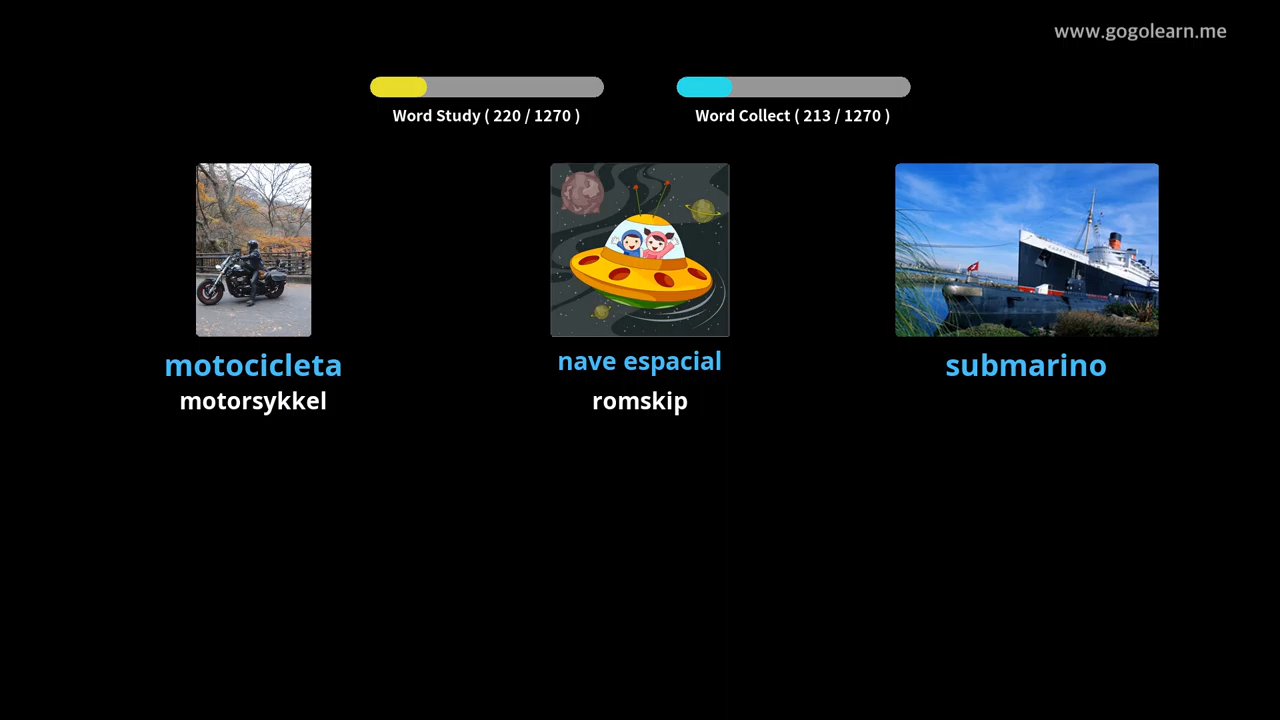 www.gogolearn.me
Word Study ( 220 / 1270 )
Word Collect ( 213 / 1270 )
motocicleta
motorsykkel
nave espacial
romskip
submarino